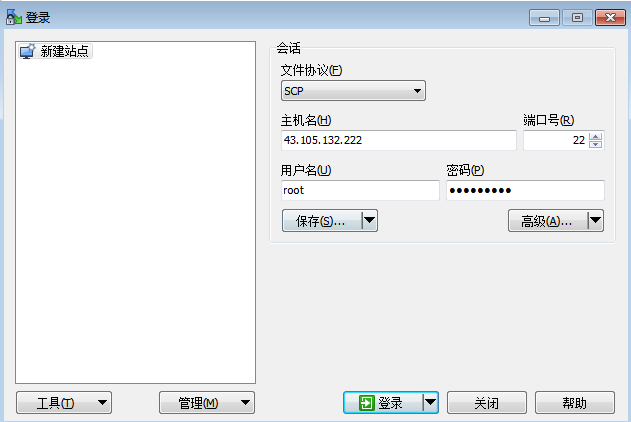 登录
新建站点
会话
文件协议(F)
SCP
主机名(H) 端口号(R)
43.105.132.222 22
用户名(U) 密码(P)
root ●●●●●●●●●
保存(S)... 高级(A)...
工具(T) 管理(M) 登录 关闭 帮助